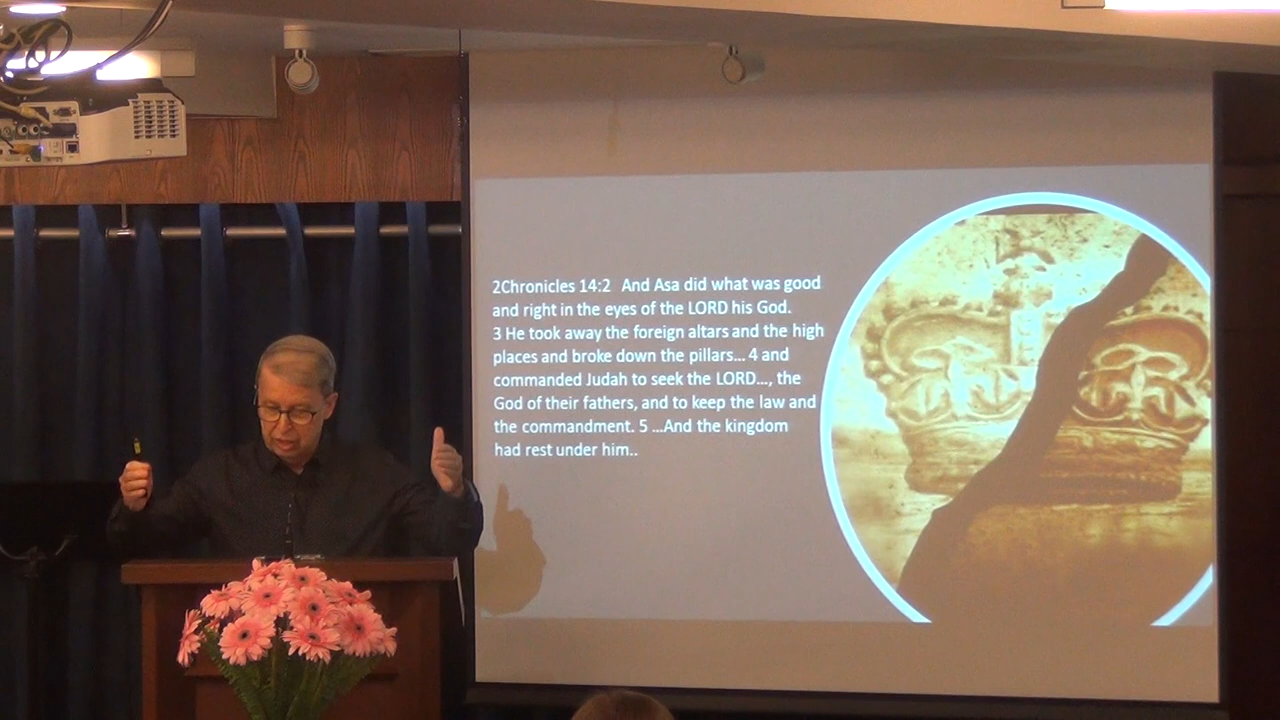 2Chronicles 14:2 And Asa did what was good
and right in the eyes of the LORD his God.
3 He took away the foreign altars and the high
places and broke down the pillars... 4 and
commanded Judah to seek the LORD..., the
God of their fathers, and to keep the law and
the commandment. 5 ...And the kingdom
had rest under him..